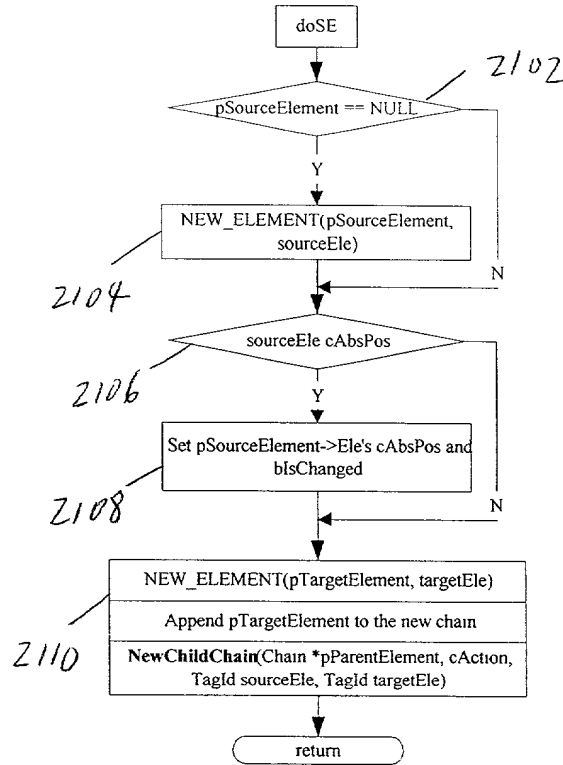 doSE
2102
pSourceElement == NULL
Y
NEW_ELEMENT(pSourceElement,
sourceEle)
N
2104
sourceEle cAbsPos
2106
Y
Set pSourceElement->Ele's cAbsPos and
bIsChanged
2108
N
NEW_ELEMENT(pTargetElement, targetEle)
Append pTargetElement to the new chain
2110
NewChildChain(Chain *pParentElement, cAction,
TagId sourceEle, TagId targetEle)
return